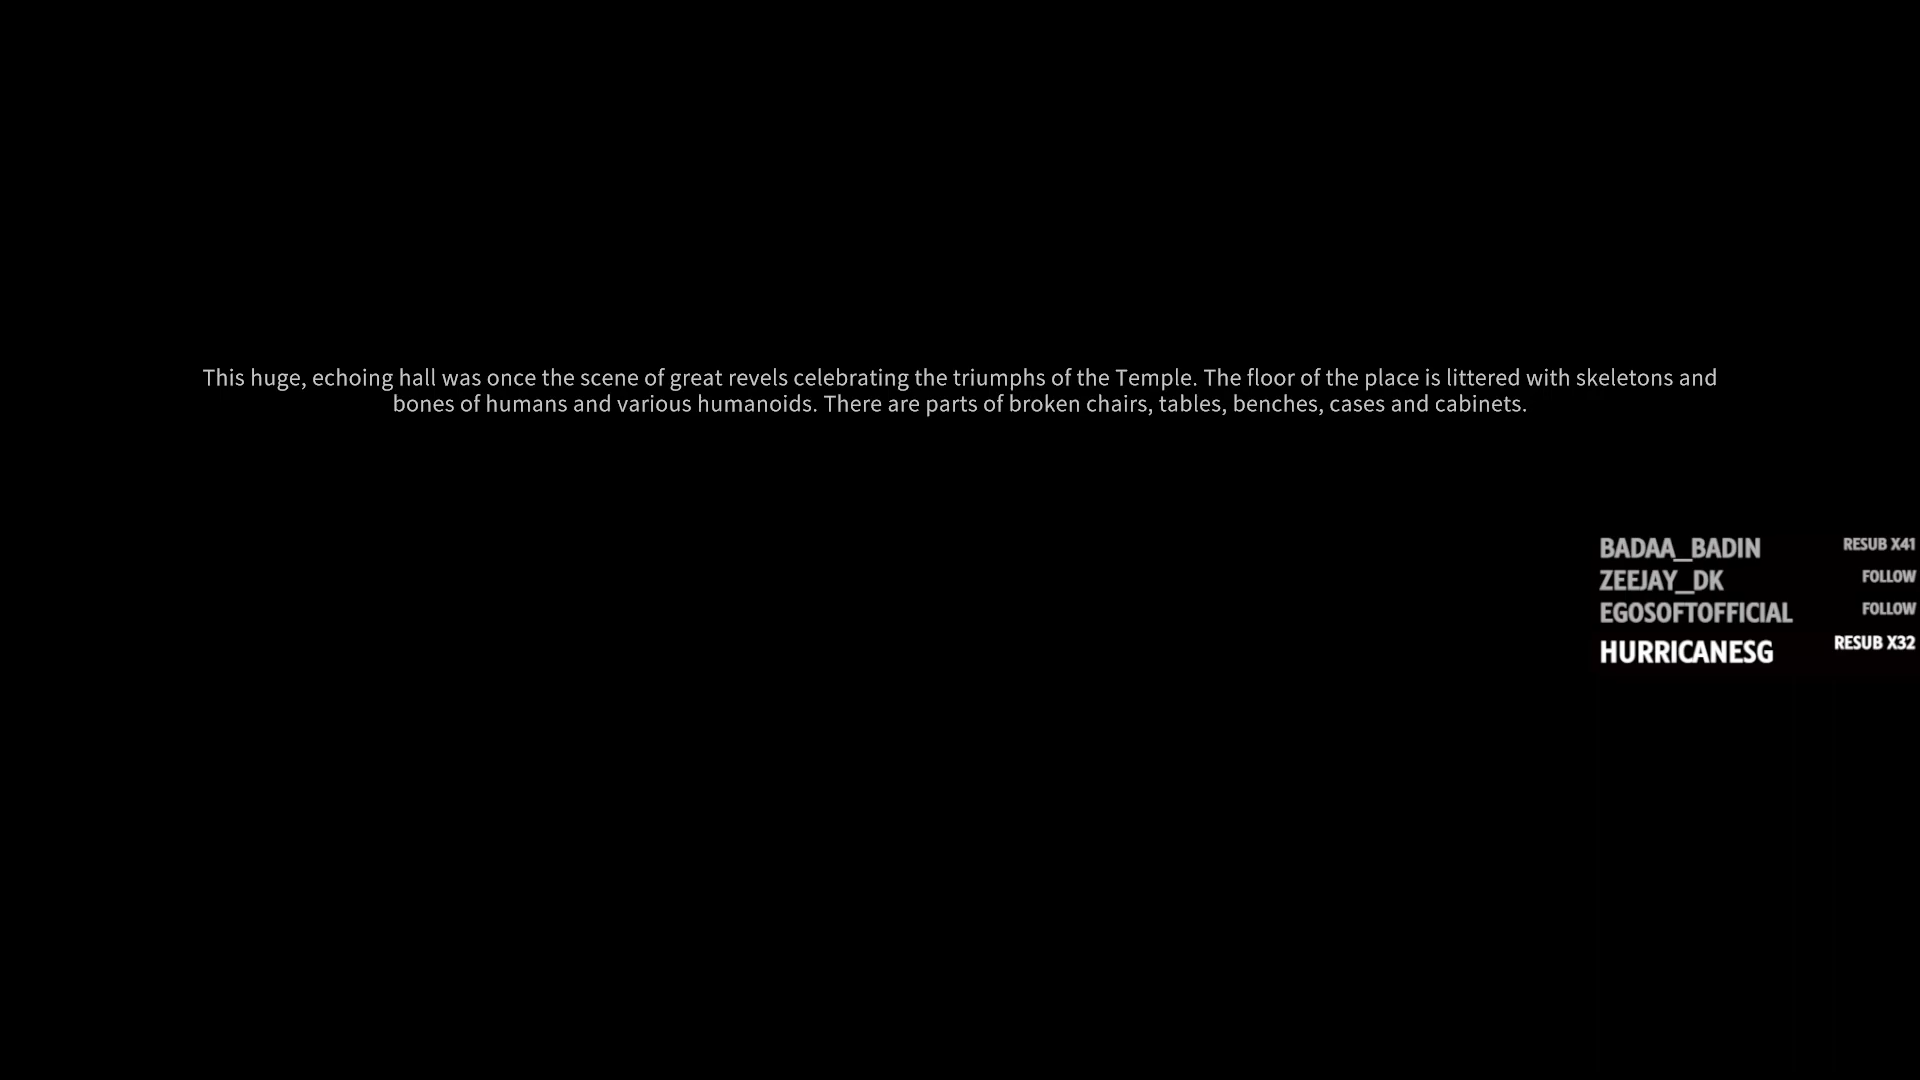 This huge, echoing hall was once the scene of great revels celebrating the triumphs of the Temple. The floor of the place is littered with skeletons and
bones of humans and various humanoids. There are parts of broken chairs, tables, benches, cases and cabinets.
BADAA_BADIN RESUB X41
ZEEJAY_DK FOLLOW
EGOSOFTOFFICIAL FOLLOW
HURRICANESG RESUB X32